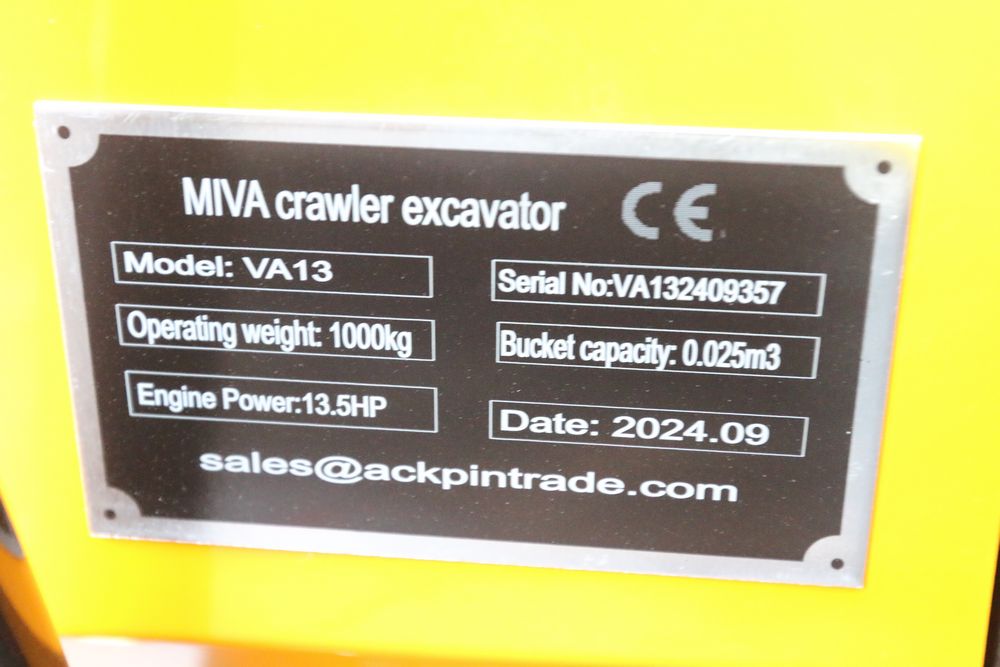 MIVA crawler excavator CE
Model: VA13
Serial No:VA132409357
Operating weight: 1000kg
Bucket capacity: 0.025m3
Engine Power:13.5HP
Date: 2024.09
sales@ackpintrade.com